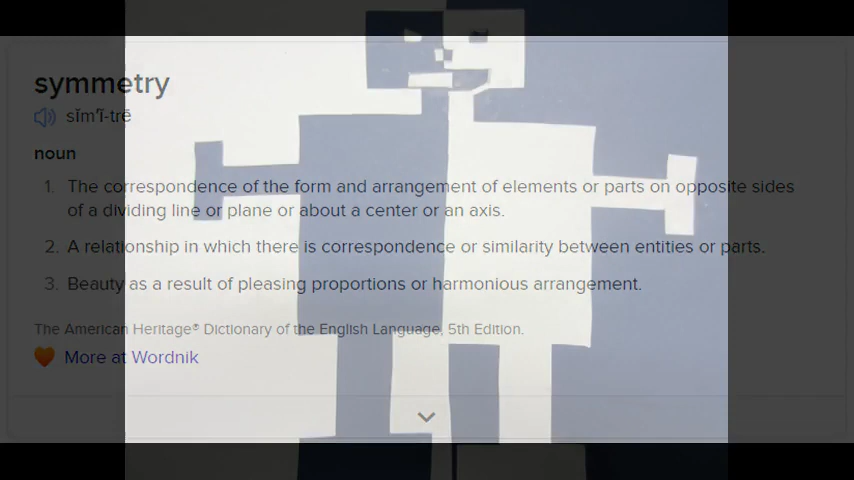 symmetry
sĭm′ĭ-trē
noun
1. The correspondence of the form and arrangement of elements or parts on opposite sides
of a dividing line or plane or about a center or an axis.
2. A relationship in which there is correspondence or similarity between entities or parts.
3. Beauty as a result of pleasing proportions or harmonious arrangement.
The American Heritage® Dictionary of the English Language, 5th Edition.
More at Wordnik